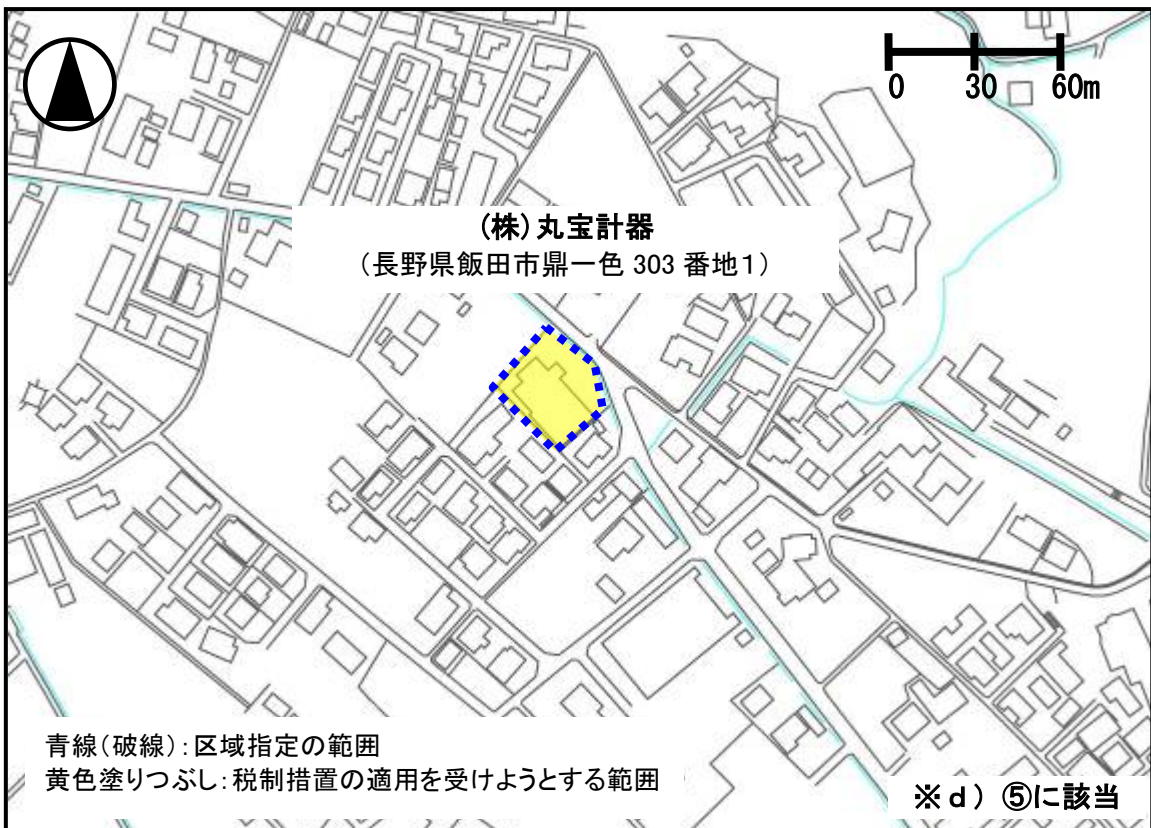 0 30 60m
(株)丸宝計器
(長野県飯田市鼎一色 303 番地1)
青線(破線):区域指定の範囲
黄色塗りつぶし:税制措置の適用を受けようとする範囲
※d) ⑤に該当